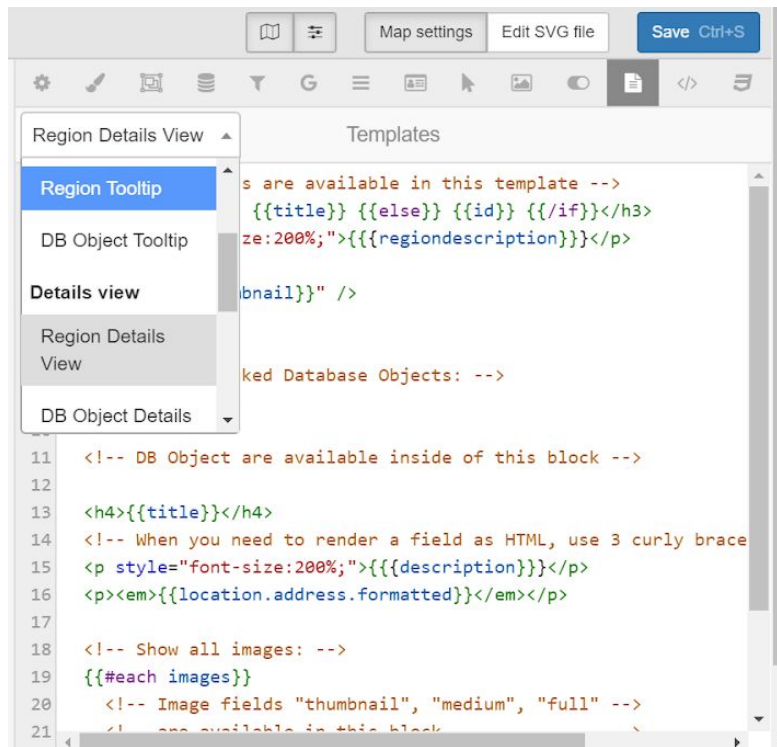 Map settings Edit SVG file Save Ctrl+S
G
Region Details View Templates
Region Tooltip
DB Object Tooltip
Details view
Region Details
View
DB Object Details
s are available in this template -->
{{title}} {{else}} {{id}} {{/if}}</h3>
ze:200%;">{{{regiondescription}}}</p>
bnail}}" />
ked Database Objects: -->
11 <!-- DB Object are available inside of this block -->
12
13 <h4>{{title}}</h4>
14 <!-- When you need to render a field as HTML, use 3 curly brace
15 <p style="font-size:200%;">{{{description}}}</p>
16 <p><em>{{location.address.formatted}}</em></p>
17
18 <!-- Show all images: -->
19 {{#each images}}
20 <!-- Image fields "thumbnail", "medium", "full" -->
21 <!-- are available in this block